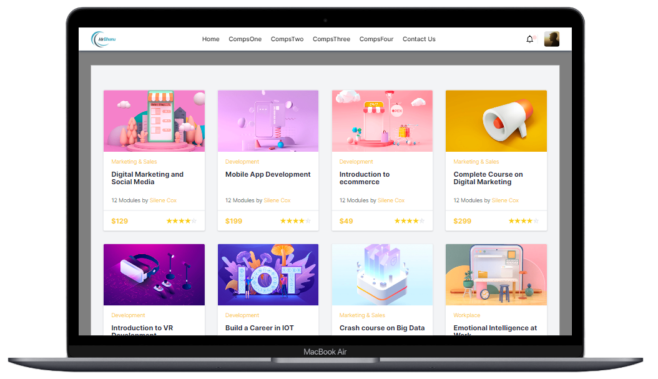 Home CompsOne CompsTwo CompsThree CompsFour Contact Us
Marketing & Sales
Digital Marketing and
Social Media
12 Modules by Silene Cox
$129
Development
Mobile App Development
12 Modules by Silene Cox
$199
Development
Introduction to
ecommerce
12 Modules by Silene Cox
$49
Marketing & Sales
Complete Course on
Digital Marketing
12 Modules by Silene Cox
$299
Development
Introduction to VR
Development
IOT
Development
Build a Career in IOT
Marketing & Sales
Crash course on Big Data
Workplace
Emotional Intelligence at
Work
MacBook Air